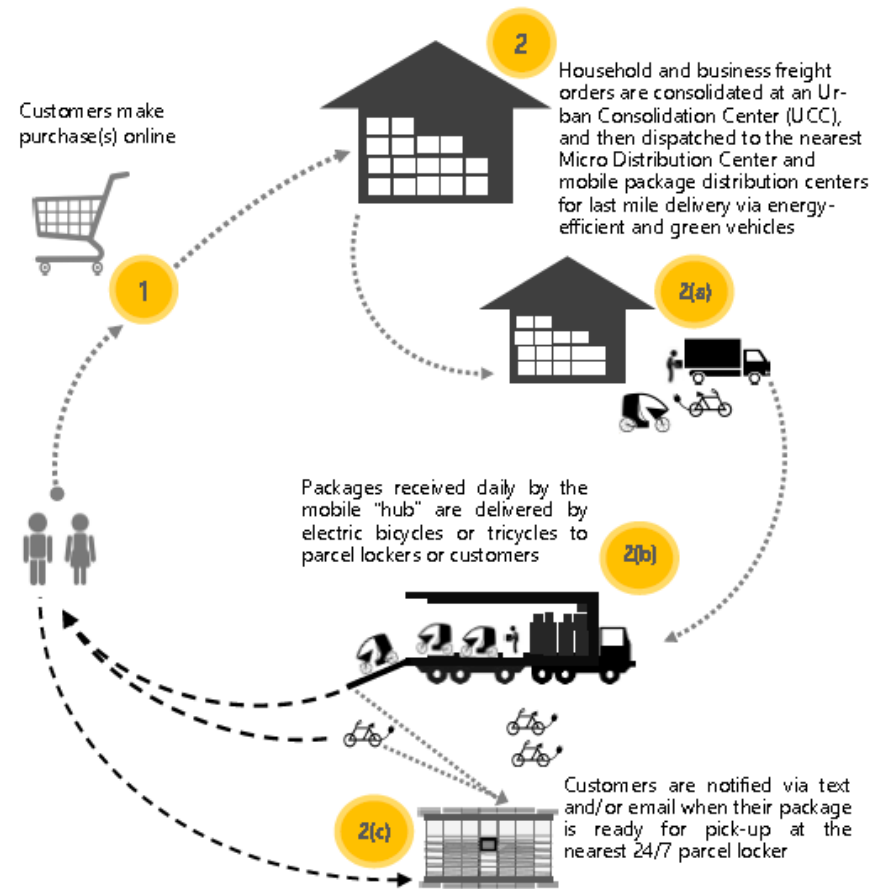 Customers make
purchase(s) online
1
2
Household and business freight
orders are consolidated at an Ur-
ban Consolidation Center (UCC),
and then dispatched to the nearest
Micro Distribution Center and
mobile package distribution centers
for last mile delivery via energy-
efficient and green vehicles
2(a)
Packages received daily by the
mobile "hub" are delivered by
electric bicycles or tricycles to
parcel lockers or customers
2(b)
Customers are notified via text
and/or email when their package
is ready for pick-up at the
nearest 24/7 parcel locker
2(c)